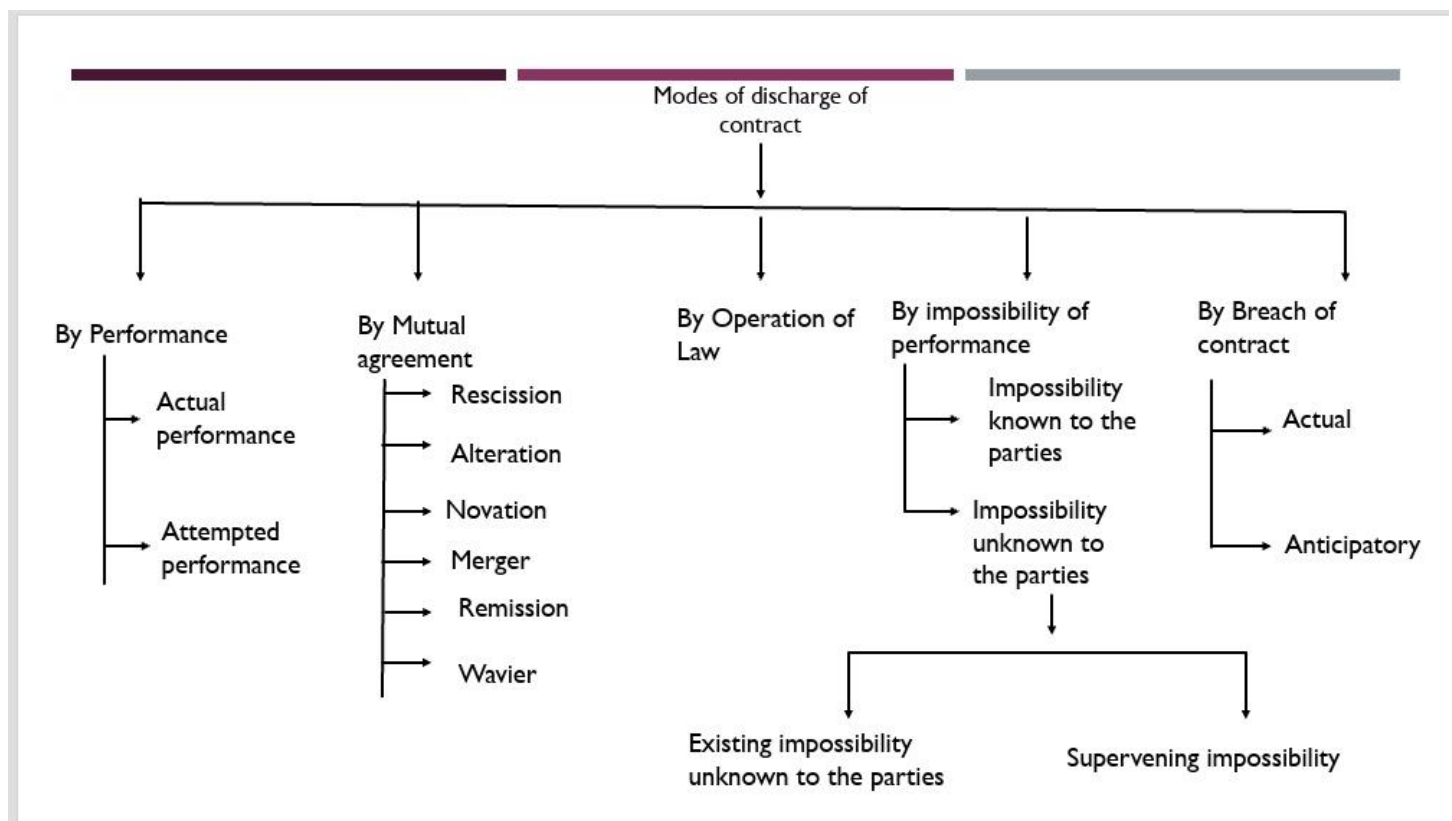 Modes of discharge of
contract
By Performance
Actual
performance
Attempted
performance
By Mutual
agreement
Rescission
Alteration
Novation
Merger
Remission
Wavier
By Operation of
Law
By impossibility of
performance
Impossibility
known to the
parties
Impossibility
unknown to
the parties
Existing impossibility
unknown to the parties
Supervening impossibility
By Breach of
contract
Actual
Anticipatory